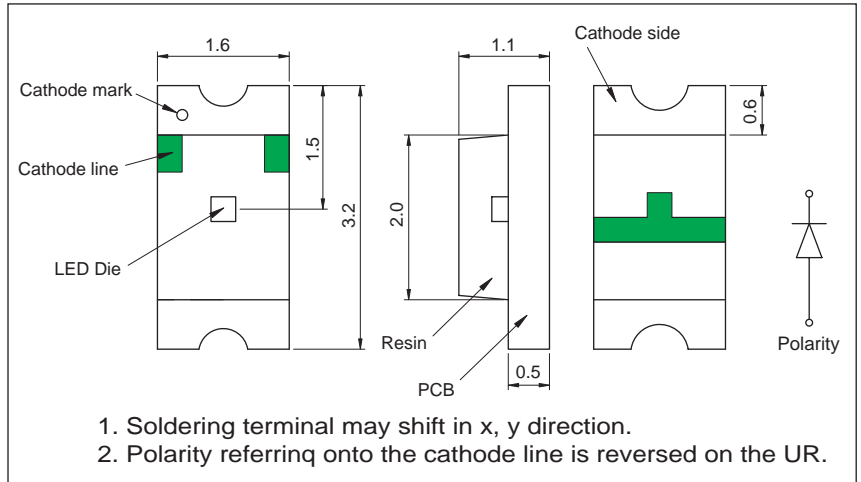 1.6
1.1
Cathode side
Cathode mark
Cathode line
LED Die
1.5
3.2
2.0
0.6
Resin
PCB
0.5
Polarity
1. Soldering terminal may shift in x, y direction.
2. Polarity referrinq onto the cathode line is reversed on the UR.